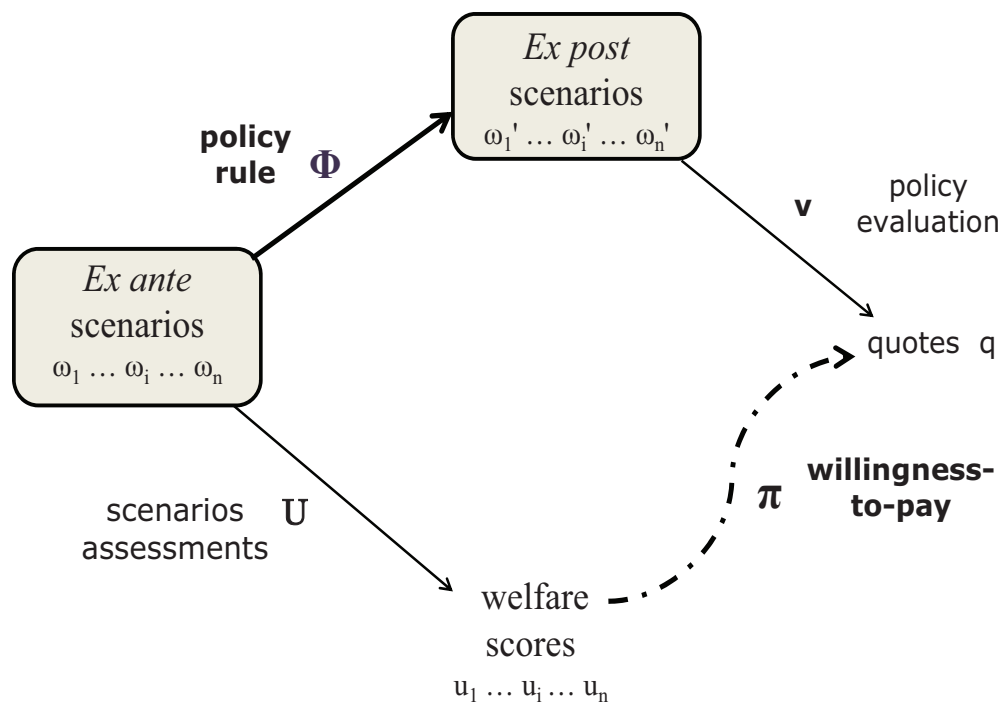 Ex post
scenarios
ω₁' … ωᵢ' … ωₙ'
policy
rule Φ
v
policy
evaluation
Ex ante
scenarios
ω₁ … ωᵢ … ωₙ
quotes q
scenarios
assessments
U
π
willingness-
to-pay
welfare
scores
u₁ … uᵢ … uₙ